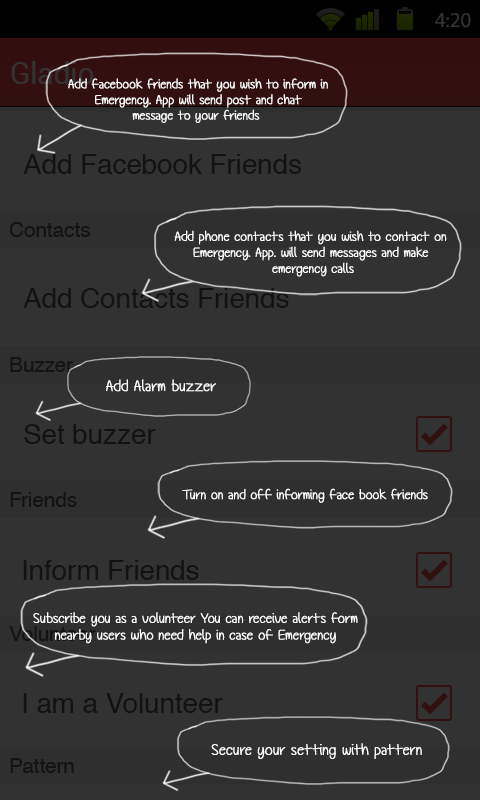 4:20
Gladio
Add facebook friends that you wish to inform in
Emergency. App will send post and chat
message to your friends
Add Facebook Friends
Contacts
Add phone contacts that you wish to contact on
Emergency. App. will send messages and make
emergency calls
Add Contacts Friends
Buzzer
Add Alarm buzzer
Set buzzer
Turn on and off informing face book friends
Friends
Inform Friends
Subscribe you as a volunteer You can receive alerts form
nearby users who need help in case of Emergency
I am a Volunteer
Secure your setting with pattern
Pattern